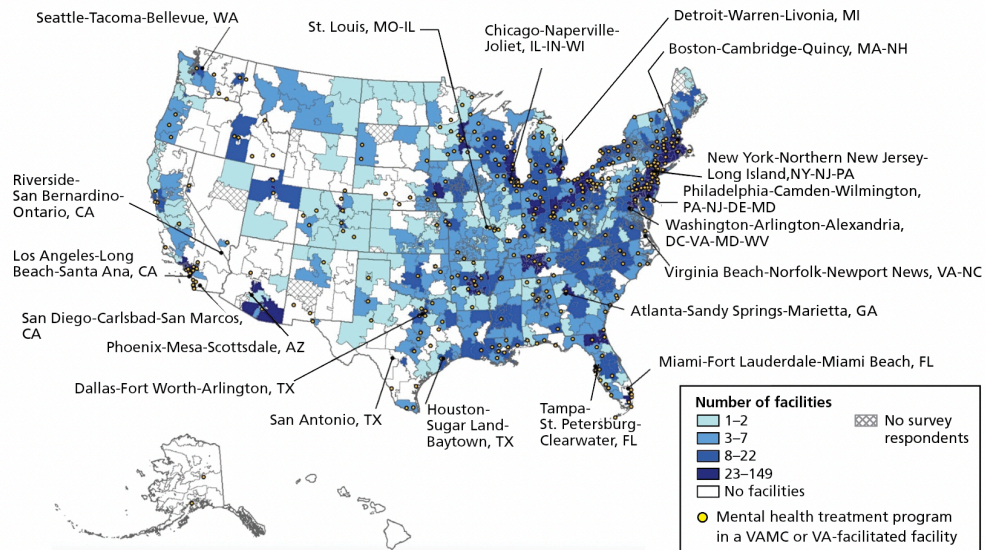 Seattle-Tacoma-Bellevue, WA
St. Louis, MO-IL
Chicago-Naperville-
Joliet, IL-IN-WI
Detroit-Warren-Livonia, MI
Boston-Cambridge-Quincy, MA-NH
New York-Northern New Jersey-
Long Island,NY-NJ-PA
Philadelphia-Camden-Wilmington,
PA-NJ-DE-MD
Washington-Arlington-Alexandria,
DC-VA-MD-WV
Virginia Beach-Norfolk-Newport News, VA-NC
Atlanta-Sandy Springs-Marietta, GA
Miami-Fort Lauderdale-Miami Beach, FL
Riverside-
San Bernardino-
Ontario, CA
Los Angeles-Long
Beach-Santa Ana, CA
San Diego-Carlsbad-San Marcos,
CA
Phoenix-Mesa-Scottsdale, AZ
Dallas-Fort Worth-Arlington, TX
San Antonio, TX
Houston-
Sugar Land-
Baytown, TX
Tampa-
St. Petersburg-
Clearwater, FL
Number of facilities
1–2
3–7
8–22
23–149
No facilities
No survey
respondents
Mental health treatment program
in a VAMC or VA-facilitated facility